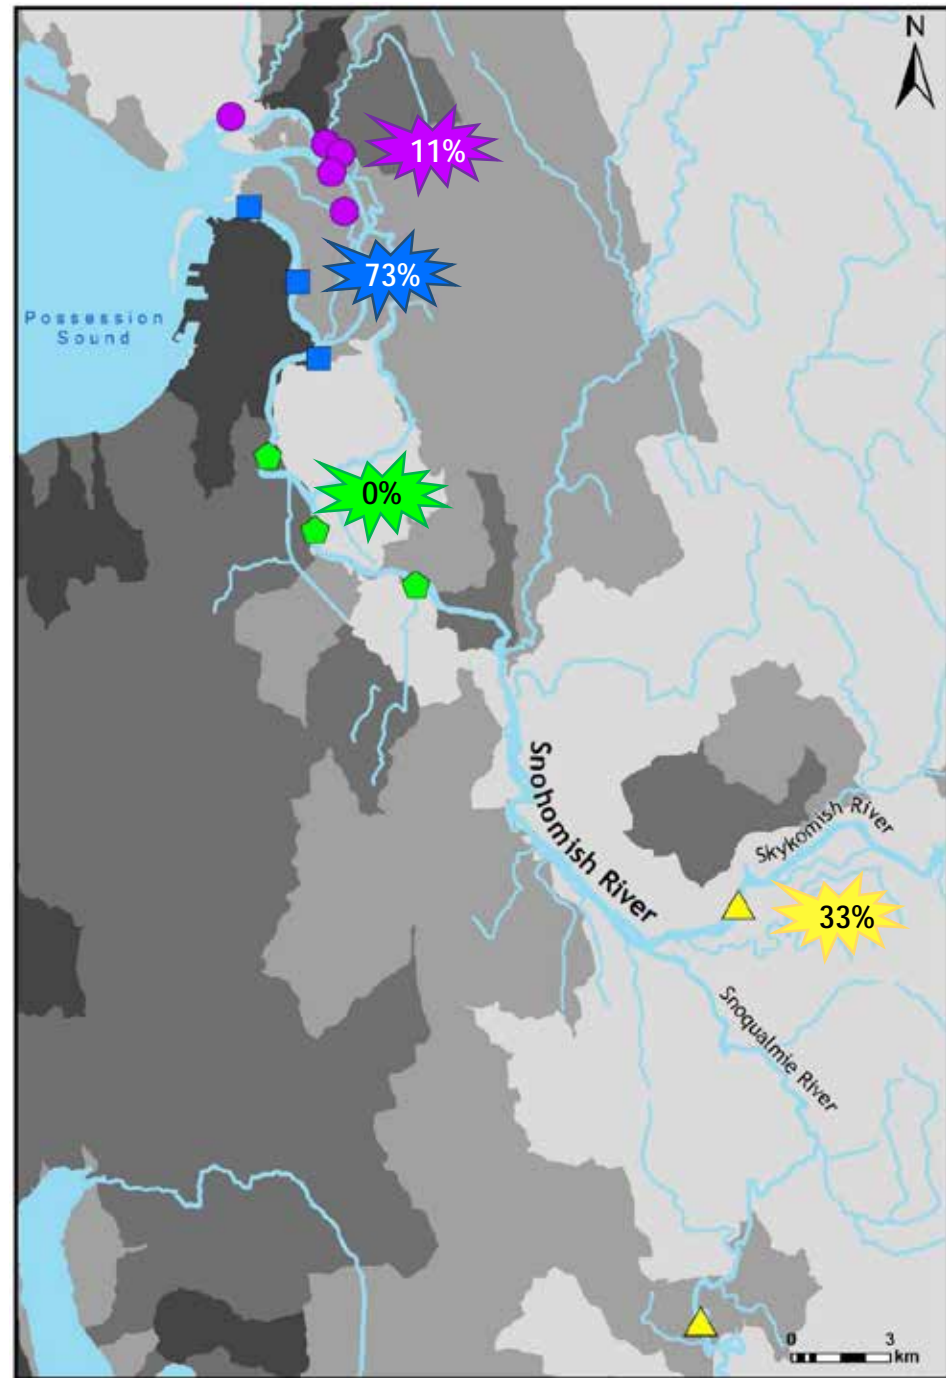 N
11%
73%
Possession
Sound
0%
Snohomish River
Skykomish River
33%
Snoqualmie River
0 3
km